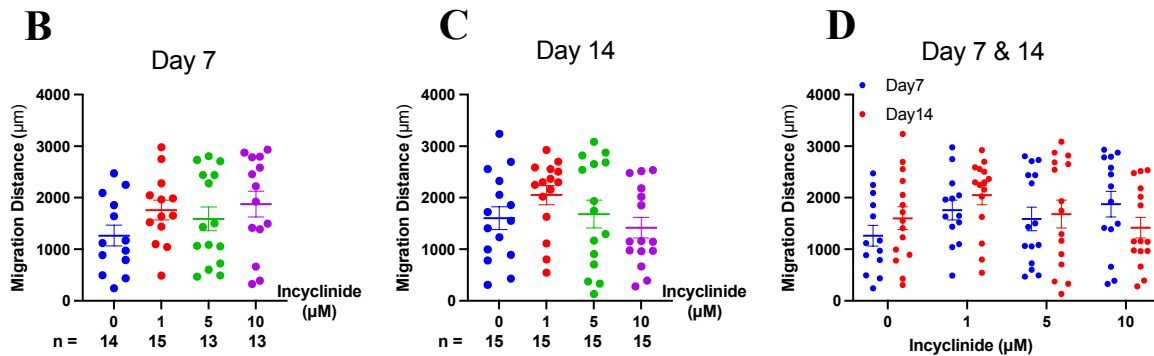 B
Day 7
Migration Distance (µm)
4000
3000
2000
1000
0
0 1 5 10
Incyclinide
(µM)
n = 14 15 13 13
C
Day 14
Migration Distance (µm)
4000
3000
2000
1000
0
0 1 5 10
Incyclinide
(µM)
n = 15 15 15 15
D
Day 7 & 14
Day7
Day14
Migration Distance (µm)
4000
3000
2000
1000
0
0 1 5 10
Incyclinide (µM)